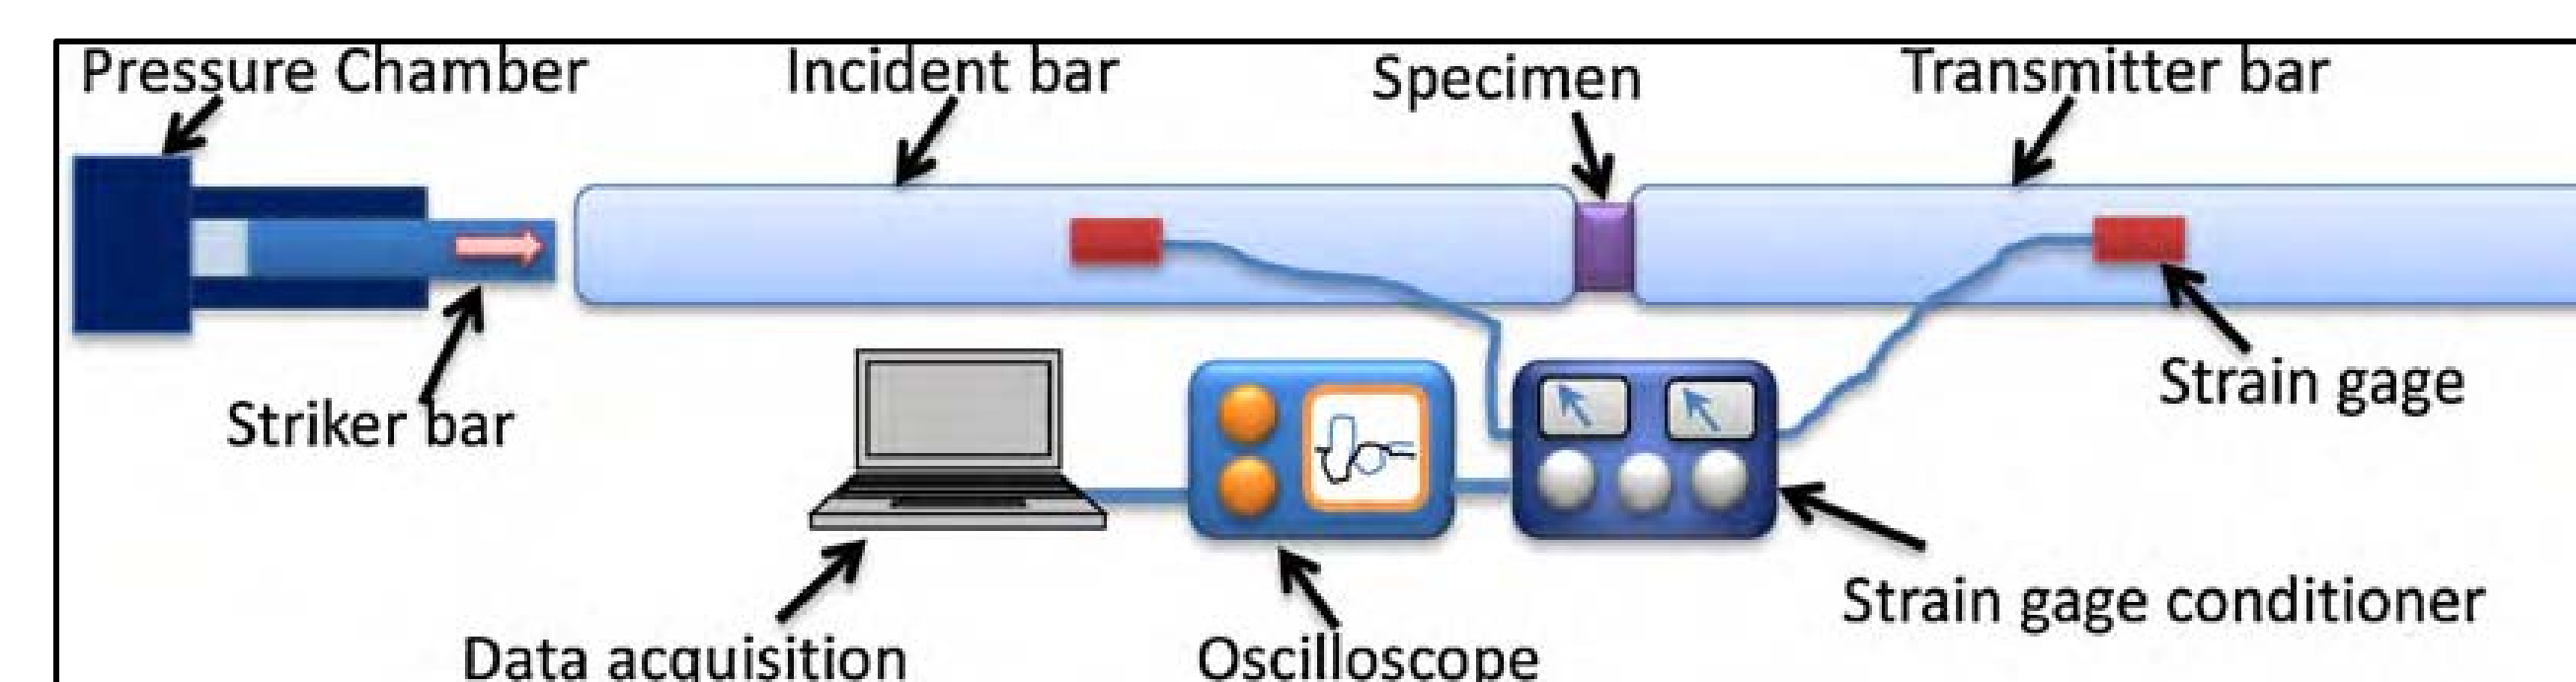 Pressure Chamber
Incident bar
Specimen
Transmitter bar
Strain gage
Striker bar
Strain gage conditioner
Data acquisition
Oscilloscope